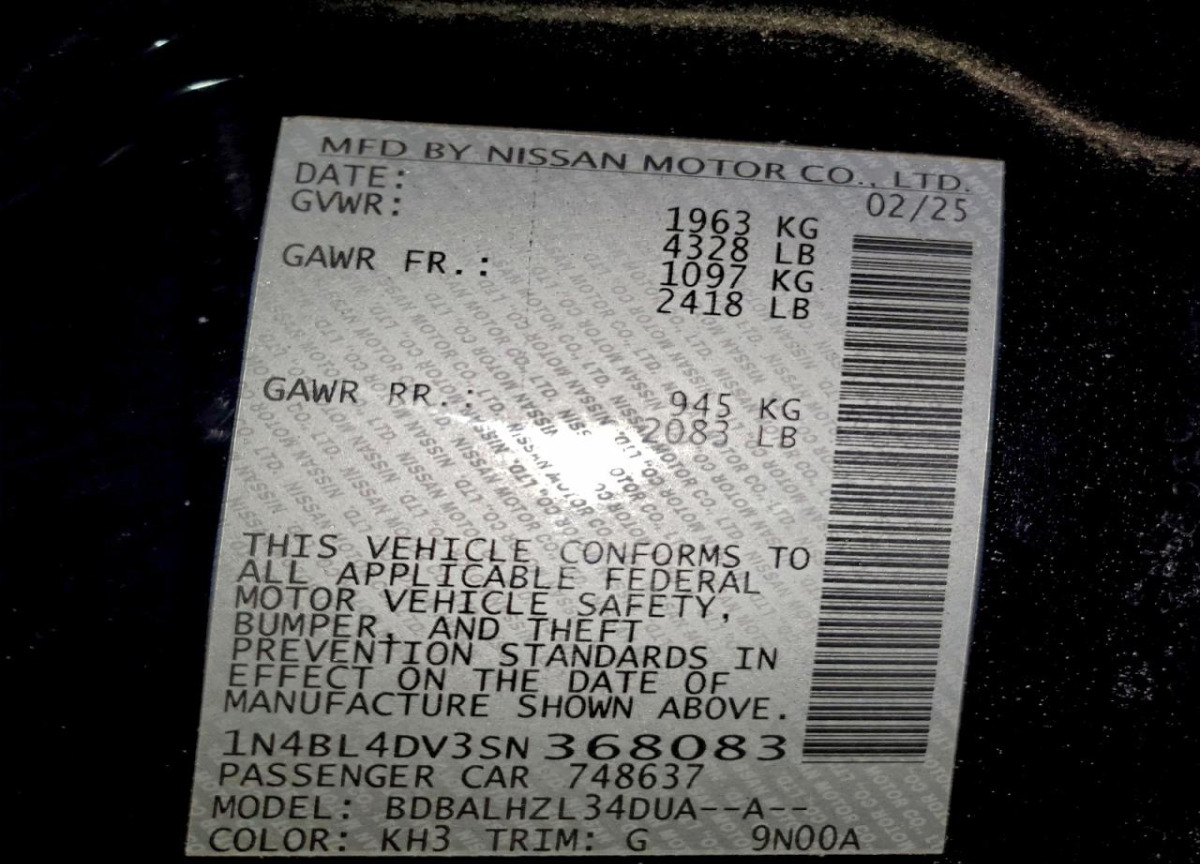 MFD BY NISSAN MOTOR CO., LTD.
DATE: 02/25
GVWR: 1963 KG
4328 LB
GAWR FR.: 1097 KG
2418 LB
GAWR RR.: 945 KG
2083 LB
THIS VEHICLE CONFORMS TO
ALL APPLICABLE FEDERAL
MOTOR VEHICLE SAFETY,
BUMPER, AND THEFT
PREVENTION STANDARDS IN
EFFECT ON THE DATE OF
MANUFACTURE SHOWN ABOVE.
1N4BL4DV3SN368083
PASSENGER CAR 748637
MODEL: BDBALHZL34DUA--A--
COLOR: KH3 TRIM: G 9N00A